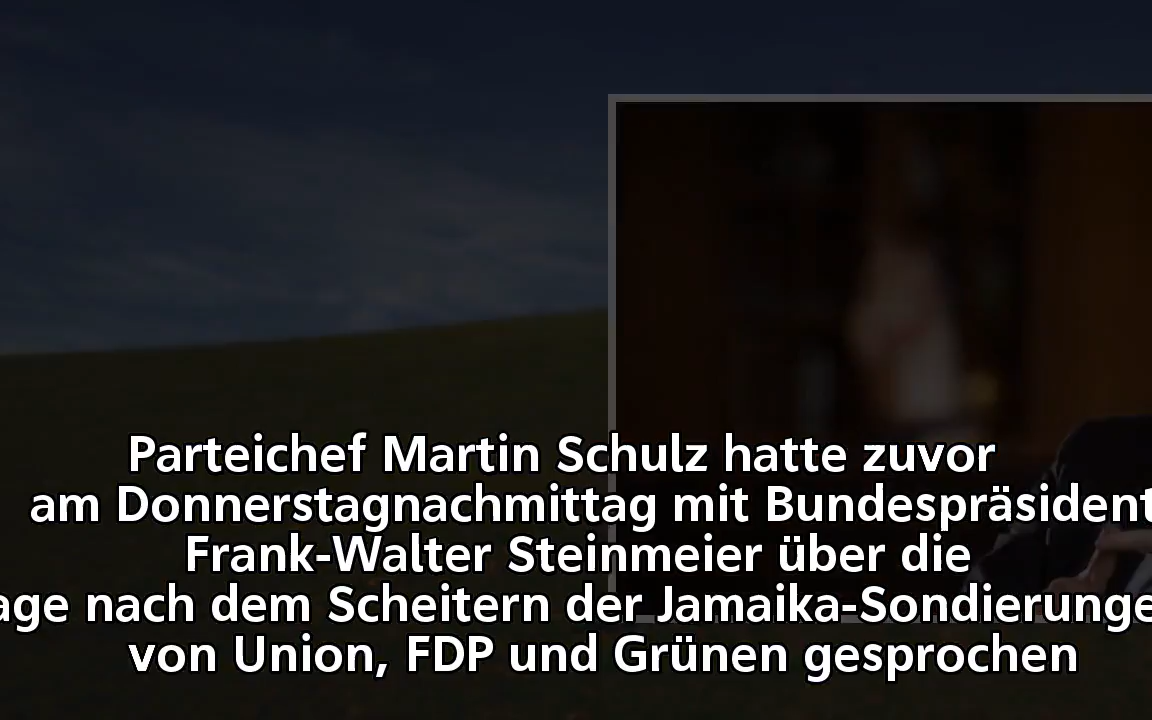 Parteichef Martin Schulz hatte zuvor
am Donnerstagnachmittag mit Bundespräsident
Frank-Walter Steinmeier über die
age nach dem Scheitern der Jamaika-Sondierunge
von Union, FDP und Grünen gesprochen